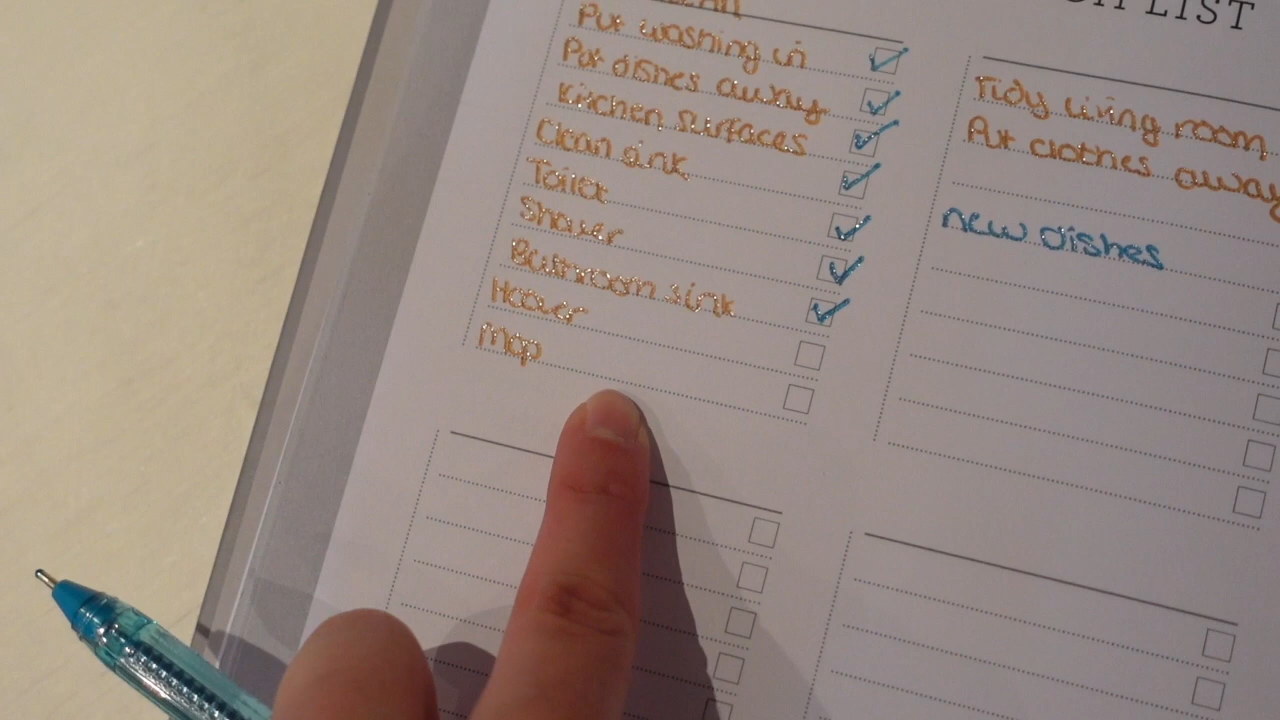 LIST
Put washing in
Put dishes away
Kitchen surfaces
Clean sink
Toilet
Shower
Bathroom sink
Hoover
Mop
Tidy living room
Put clothes away
new dishes